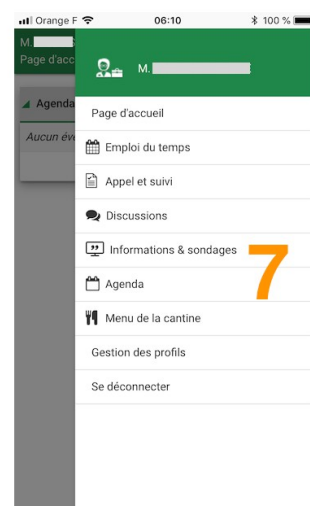 Orange F 06:10 100 %
M.
Page d'acc
M.
Agenda
Aucun évé
Page d'accueil
Emploi du temps
Appel et suivi
Discussions
Informations & sondages
7
Agenda
Menu de la cantine
Gestion des profils
Se déconnecter